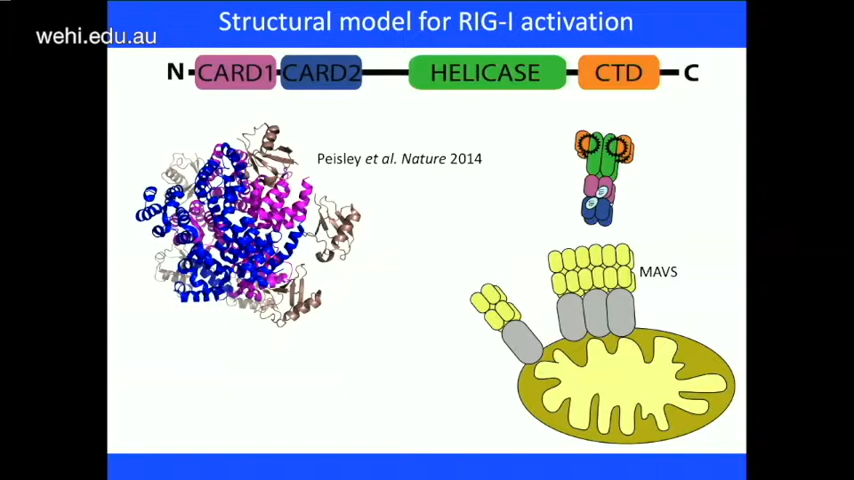 Structural model for RIG-I activation
wehi.edu.au
N CARD1 CARD2 HELICASE CTD C
Peisley et al. Nature 2014
MAVS